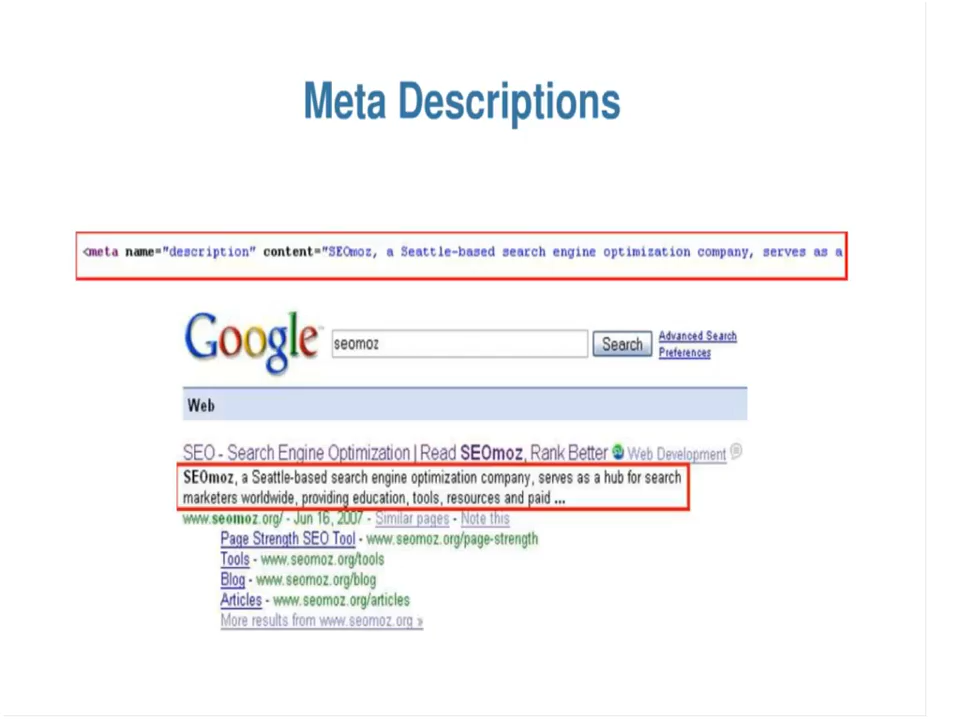 Meta Descriptions
<meta name="description" content="SEOmoz, a Seattle-based search engine optimization company, serves as a
Google™ seomoz Search Advanced Search
Preferences
Web
SEO - Search Engine Optimization | Read SEOmoz, Rank Better Web Development
SEOmoz, a Seattle-based search engine optimization company, serves as a hub for search
marketers worldwide, providing education, tools, resources and paid ...
www.seomoz.org/ - Jun 16, 2007 - Similar pages - Note this
Page Strength SEO Tool - www.seomoz.org/page-strength
Tools - www.seomoz.org/tools
Blog - www.seomoz.org/blog
Articles - www.seomoz.org/articles
More results from www.seomoz.org »